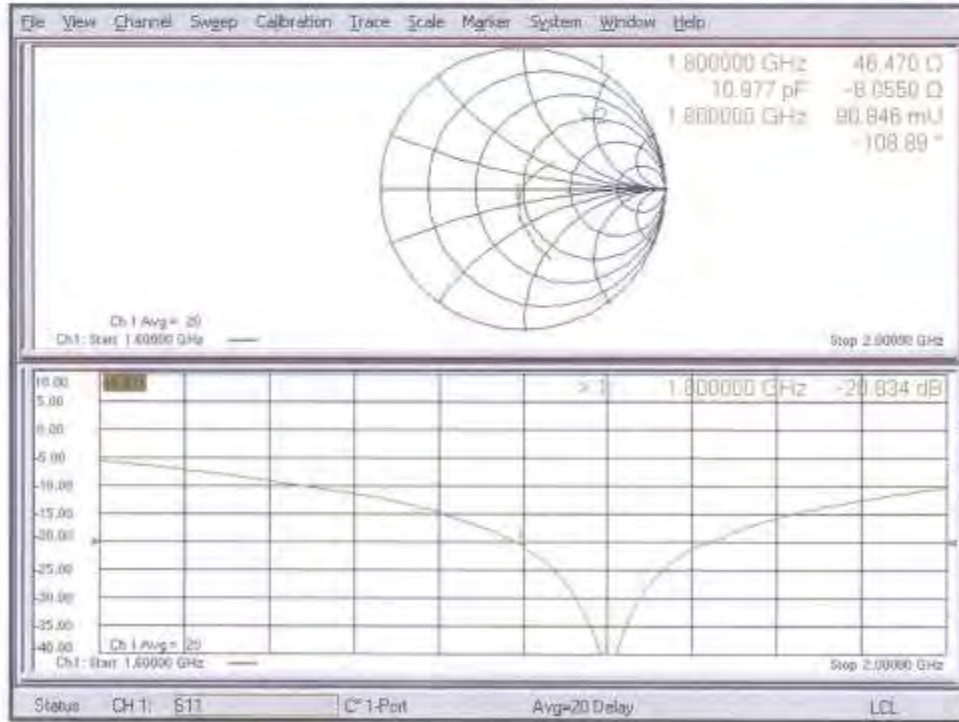 File View Channel Sweep Calibration Trace Scale Marker System Window Help
1 1.800000 GHz 46.470 Ω
10.977 pF -8.0550 Ω
>2 1.800000 GHz 90.846 mU
-108.89 °
Ch 1 Avg = 20
Ch1: Start 1.60000 GHz
Stop 2.00000 GHz
10.00
> 1 1.800000 GHz -20.834 dB
5.00
0.00
-5.00
-10.00
-15.00
-20.00
-25.00
-30.00
-35.00
-40.00
Ch 1 Avg = 20
Ch1: Start 1.60000 GHz
Stop 2.00000 GHz
Status CH 1: S11 C* 1-Port Avg=20 Delay LCL